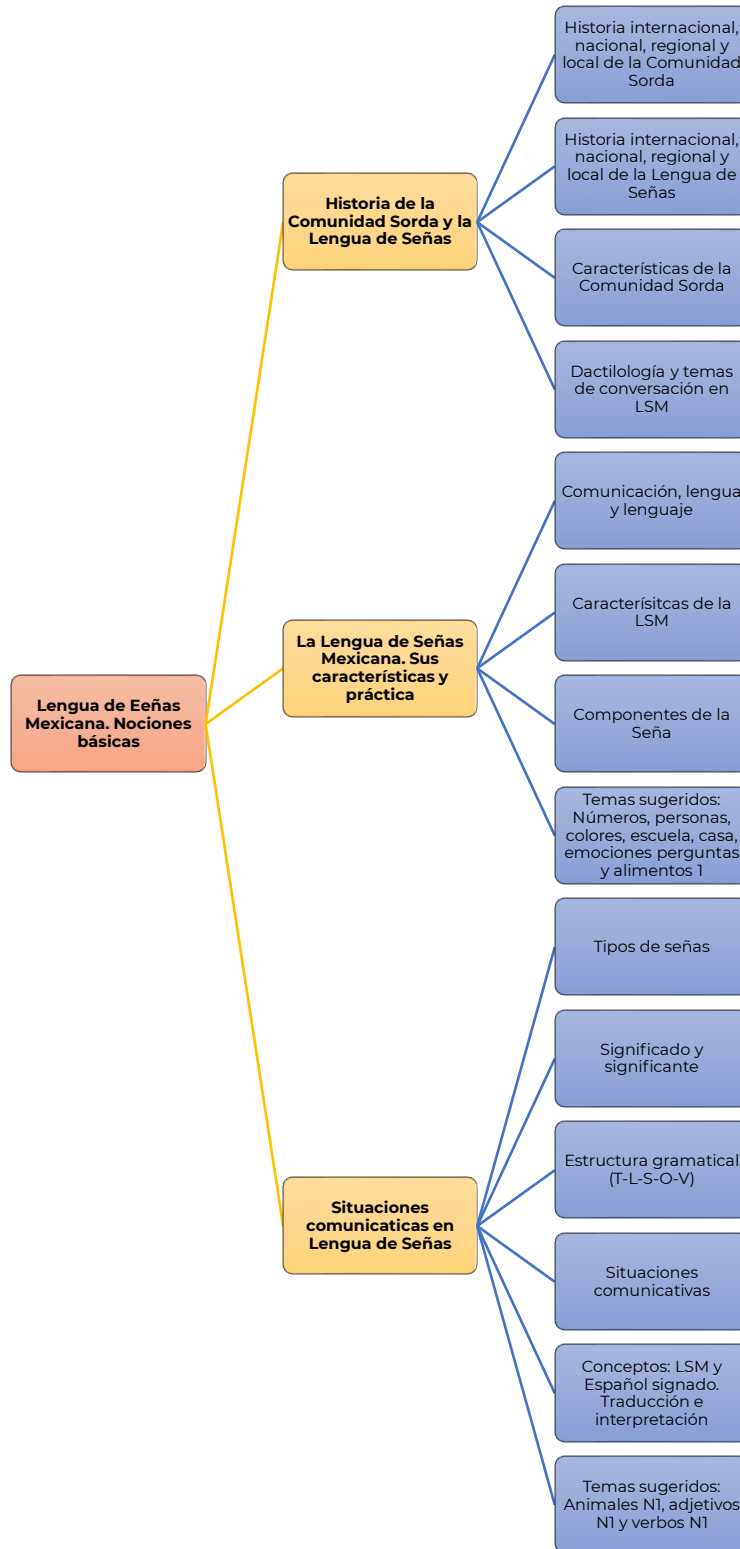 Historia internacional,
nacional, regional y
local de la Comunidad
Sorda
Historia internacional,
nacional, regional y
local de la Lengua de
Señas
Historia de la
Comunidad Sorda y la
Lengua de Señas
Características de la
Comunidad Sorda
Dactilología y temas
de conversación en
LSM
Comunicación, lengua
y lenguaje
Caracterísitcas de la
LSM
La Lengua de Señas
Mexicana. Sus
características y
práctica
Lengua de Eeñas
Mexicana. Nociones
básicas
Componentes de la
Seña
Temas sugeridos:
Números, personas,
colores, escuela, casa,
emociones perguntas
y alimentos 1
Tipos de señas
Significado y
significante
Estructura gramatical
(T-L-S-O-V)
Situaciones
comunicaticas en
Lengua de Señas
Situaciones
comunicativas
Conceptos: LSM y
Español signado.
Traducción e
interpretación
Temas sugeridos:
Animales N1, adjetivos
N1 y verbos N1